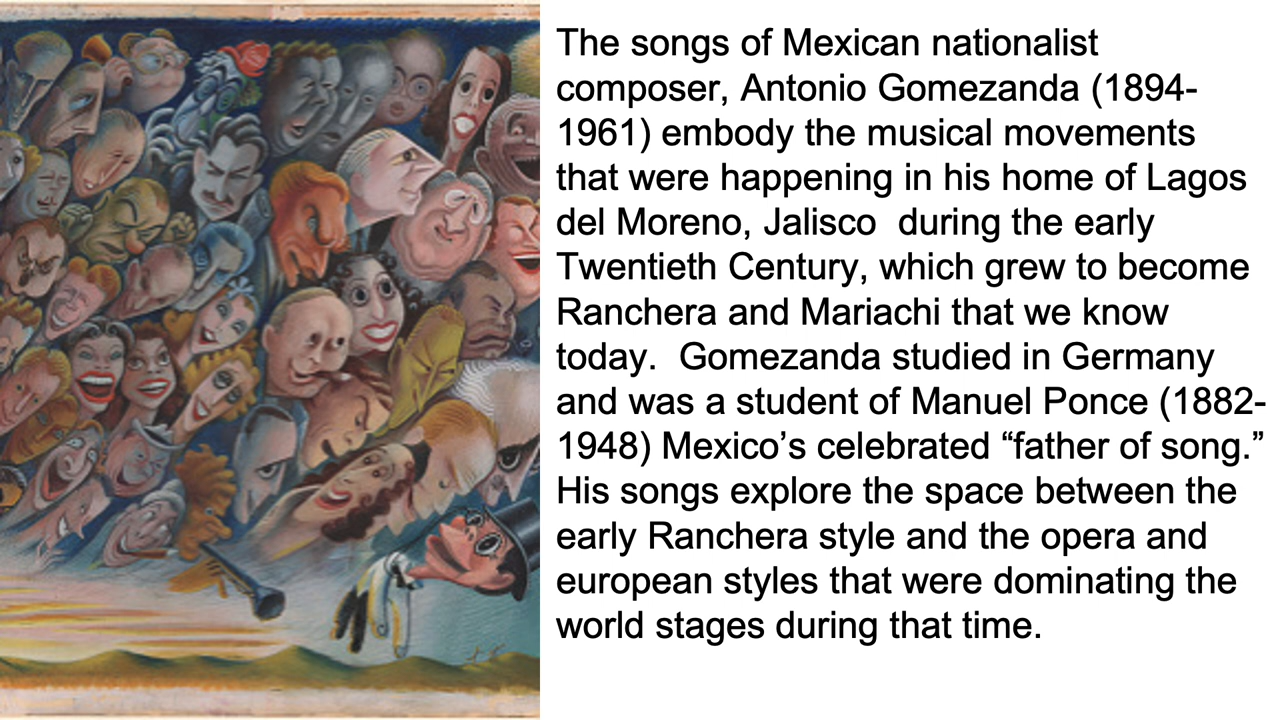 The songs of Mexican nationalist
composer, Antonio Gomezanda (1894-
1961) embody the musical movements
that were happening in his home of Lagos
del Moreno, Jalisco  during the early
Twentieth Century, which grew to become
Ranchera and Mariachi that we know
today.  Gomezanda studied in Germany
and was a student of Manuel Ponce (1882-
1948) Mexico’s celebrated “father of song.”
His songs explore the space between the
early Ranchera style and the opera and
european styles that were dominating the
world stages during that time.